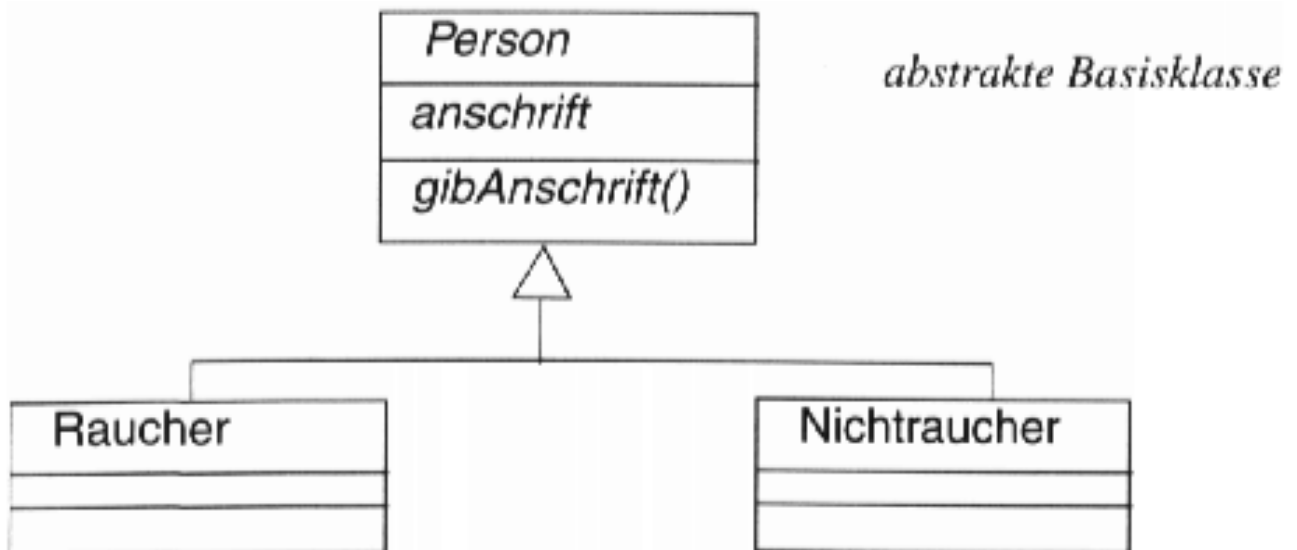 Person
abstrakte Basisklasse
anschrift
gibAnschrift()
Raucher
Nichtraucher